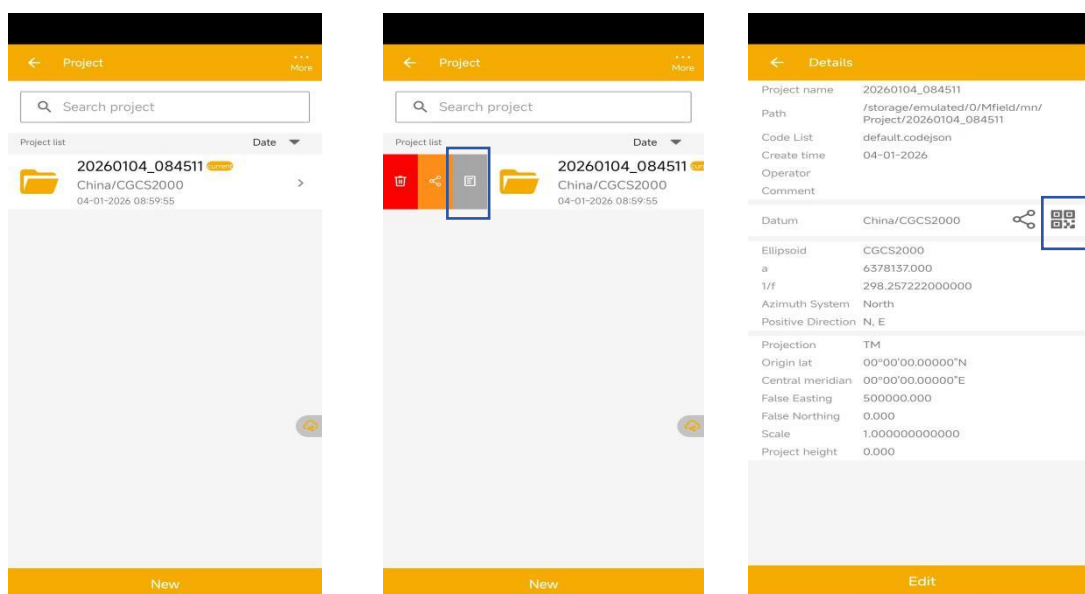 Project
More
Search project
Project list Date
20260104_084511 current
China/CGCS2000
04-01-2026 08:59:55
New
Project
More
Search project
Project list Date
20260104_084511
China/CGCS2000
04-01-2026 08:59:55
New
Details
Project name 20260104_084511
Path /storage/emulated/0/Mfield/mn/
Project/20260104_084511
Code List default.codejson
Create time 04-01-2026
Operator
Comment
Datum China/CGCS2000
Ellipsoid CGCS2000
a 6378137.000
1/f 298.257222000000
Azimuth System North
Positive Direction N, E
Projection TM
Origin lat 00°00'00.00000"N
Central meridian 00°00'00.00000"E
False Easting 500000.000
False Northing 0.000
Scale 1.000000000000
Project height 0.000
Edit